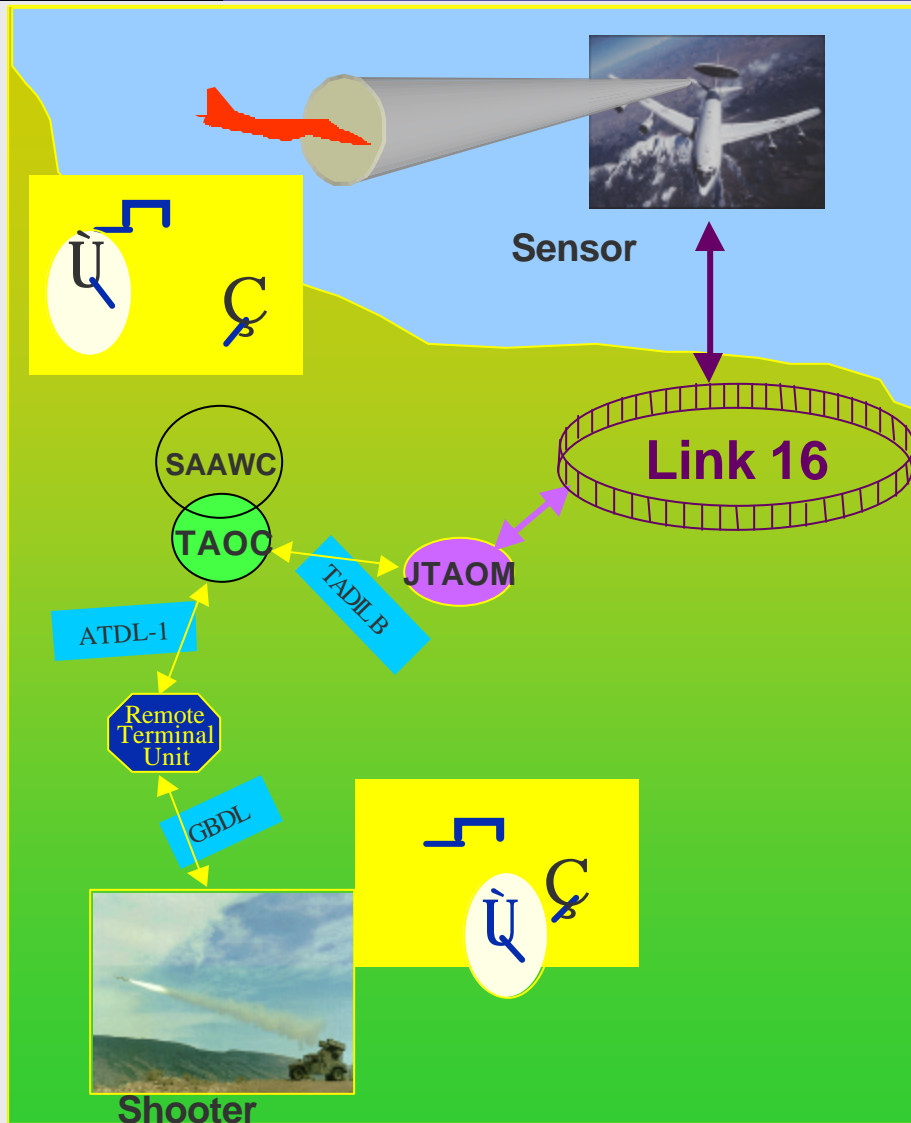 Sensor
Ù
Ç
Link 16
SAAWC
TAOC
JTAOM
TADIL B
ATDL-1
Remote
Terminal
Unit
GBDL
Ç
Ù
Shooter